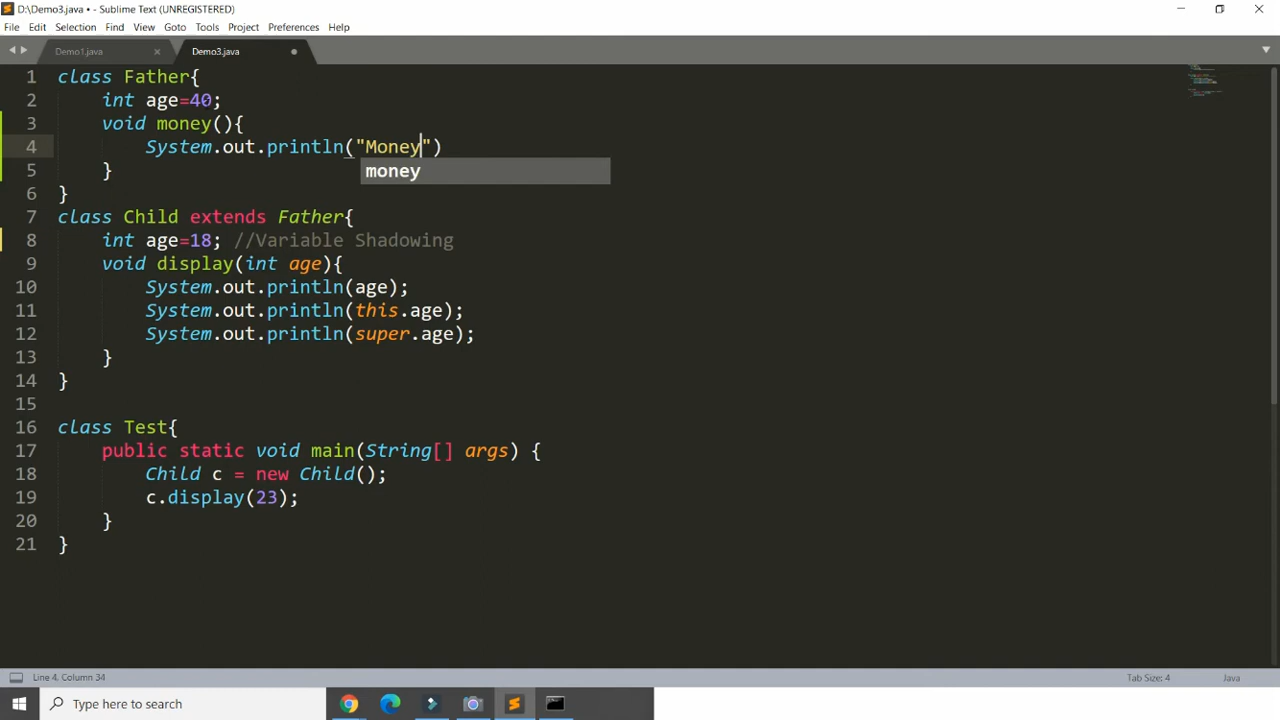 D:\Demo3.java • - Sublime Text (UNREGISTERED)
File Edit Selection Find View Goto Tools Project Preferences Help
Demo1.java Demo3.java
1 class Father{
2 int age=40;
3 void money(){
4 System.out.println("Money")
money
5 }
6 }
7 class Child extends Father{
8 int age=18; //Variable Shadowing
9 void display(int age){
10 System.out.println(age);
11 System.out.println(this.age);
12 System.out.println(super.age);
13 }
14 }
15
16 class Test{
17 public static void main(String[] args) {
18 Child c = new Child();
19 c.display(23);
20 }
21 }
Line 4, Column 34 Tab Size: 4 Java
Type here to search